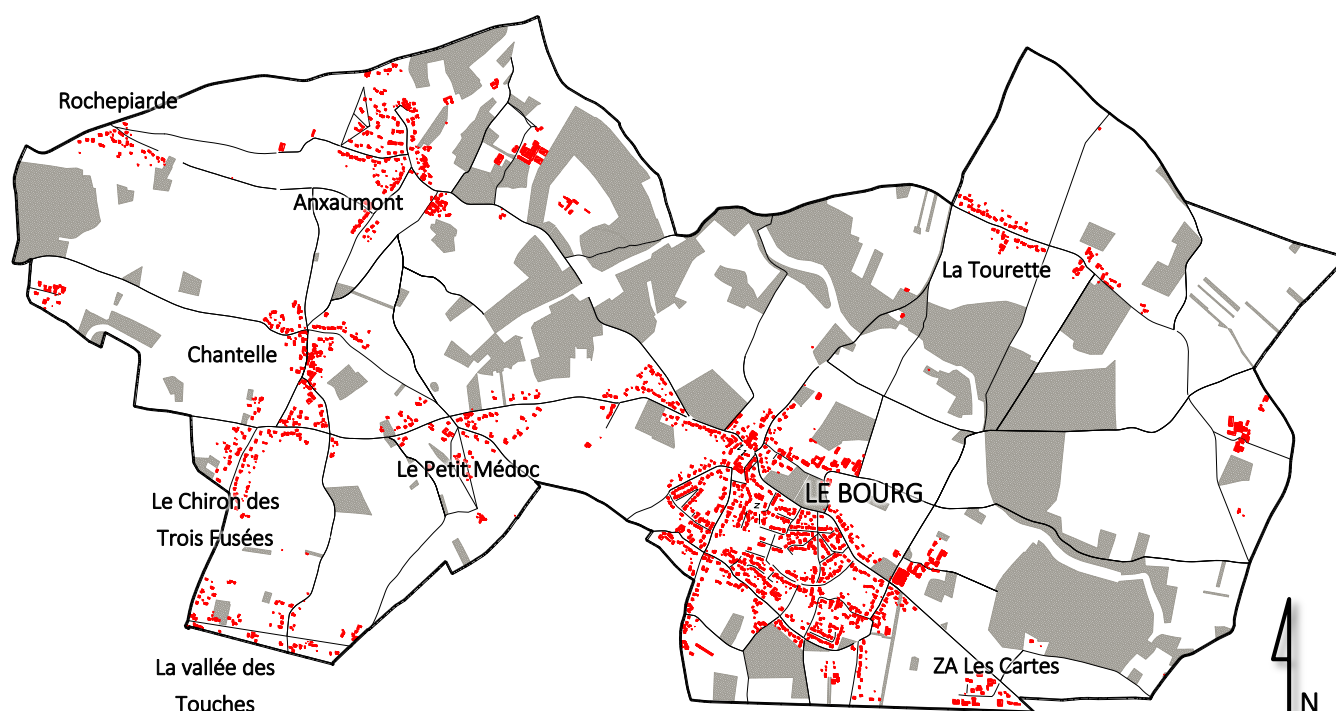 Rochepiarde
Anxaumont
La Tourette
Chantelle
Le Petit Médoc
LE BOURG
Le Chiron des
Trois Fusées
ZA Les Cartes
La vallée des
Touches
N